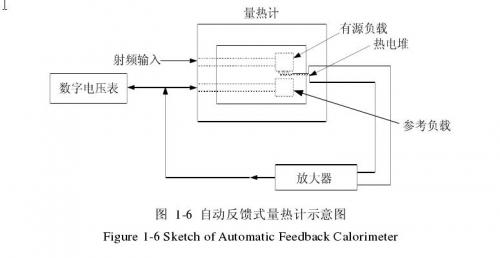 量热计
有源负载
热电堆
射频输入
数字电压表
参考负载
放大器
图 1-6 自动反馈式量热计示意图
Figure 1-6 Sketch of Automatic Feedback Calorimeter